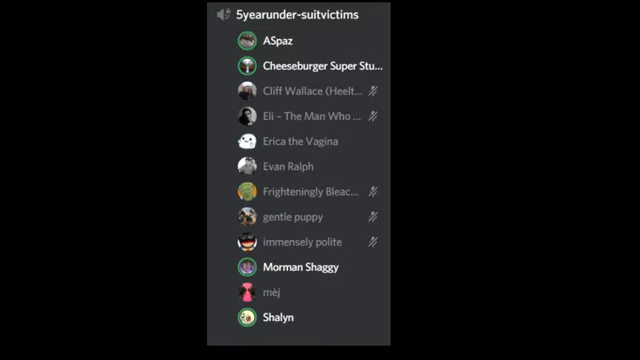 5yearunder-suitvictims
ASpaz
Cheeseburger Super Stu...
Cliff Wallace (Heelt...
Eli – The Man Who ...
Erica the Vagina
Evan Ralph
Frighteningly Bleac...
gentle puppy
immensely polite
Morman Shaggy
mèj
Shalyn